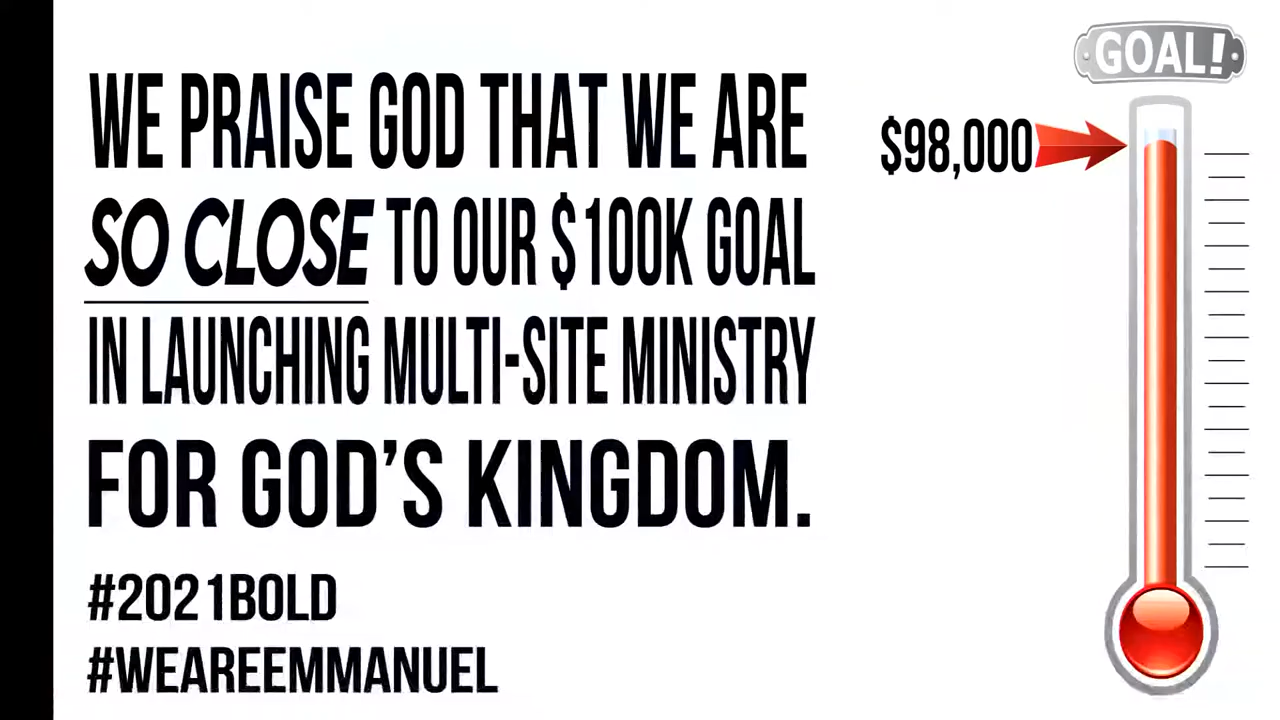 WE PRAISE GOD THAT WE ARE
SO CLOSE TO OUR $100K GOAL
IN LAUNCHING MULTI-SITE MINISTRY
FOR GOD'S KINGDOM.
#2021BOLD
#WEAREEMMANUEL
GOAL!
$98,000